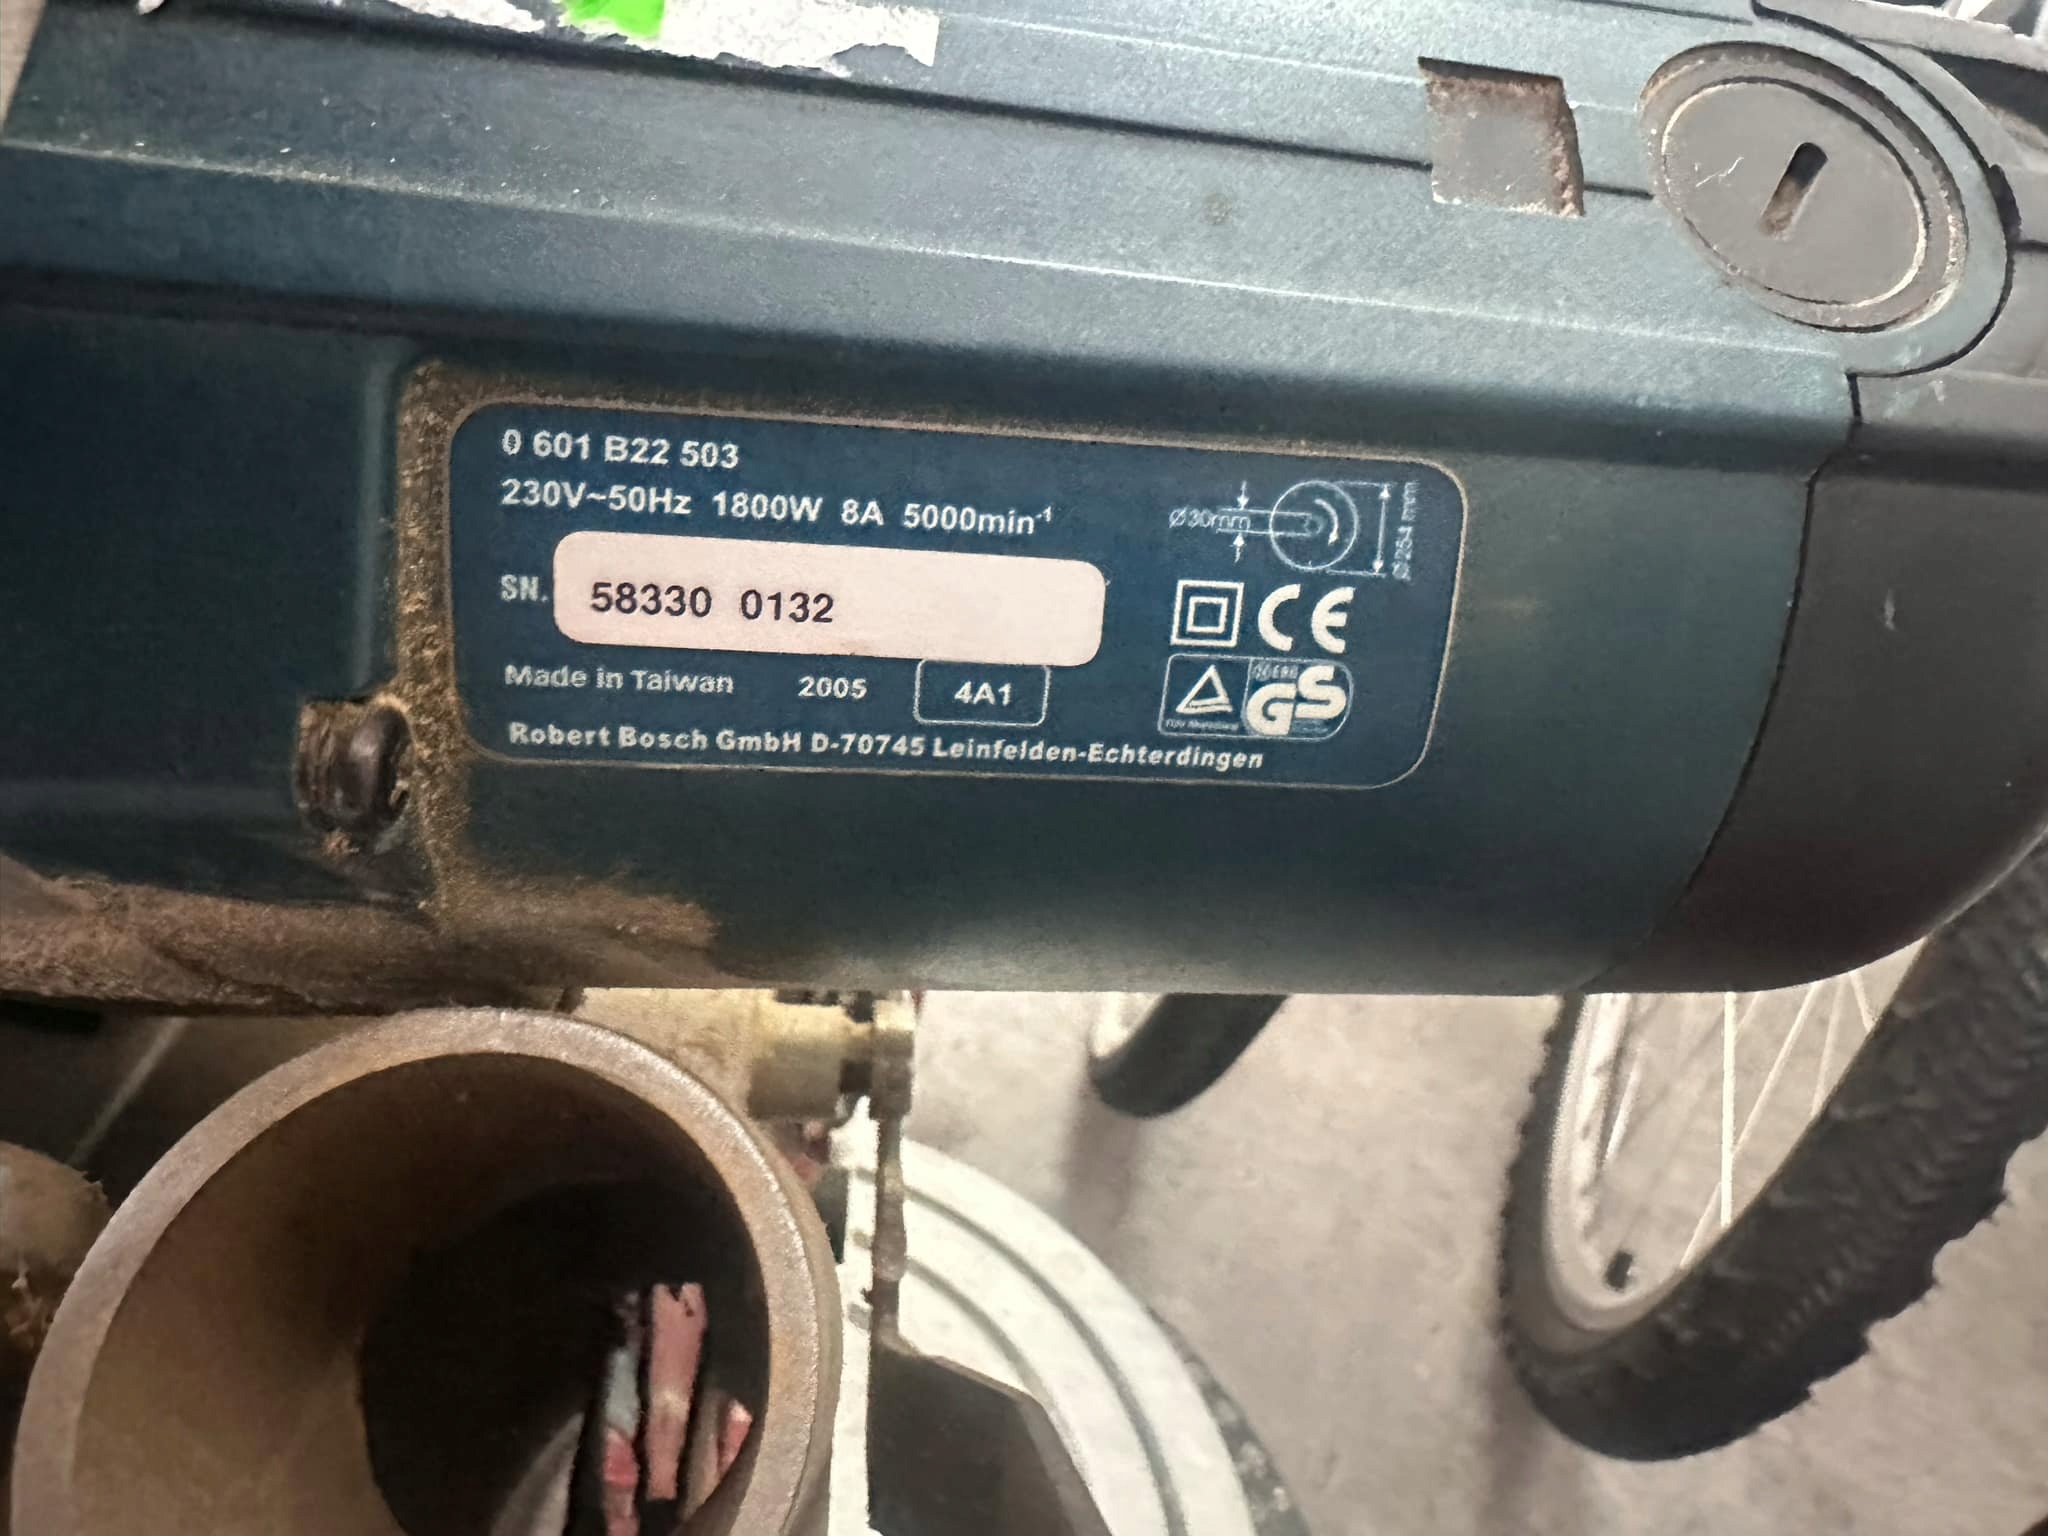 0 601 B22 503
230V~50Hz 1800W 8A 5000min⁻¹
Ø30mm
Ø254 mm
SN. 58330 0132
CE
Made in Taiwan 2005 4A1
GS
Robert Bosch GmbH D-70745 Leinfelden-Echterdingen